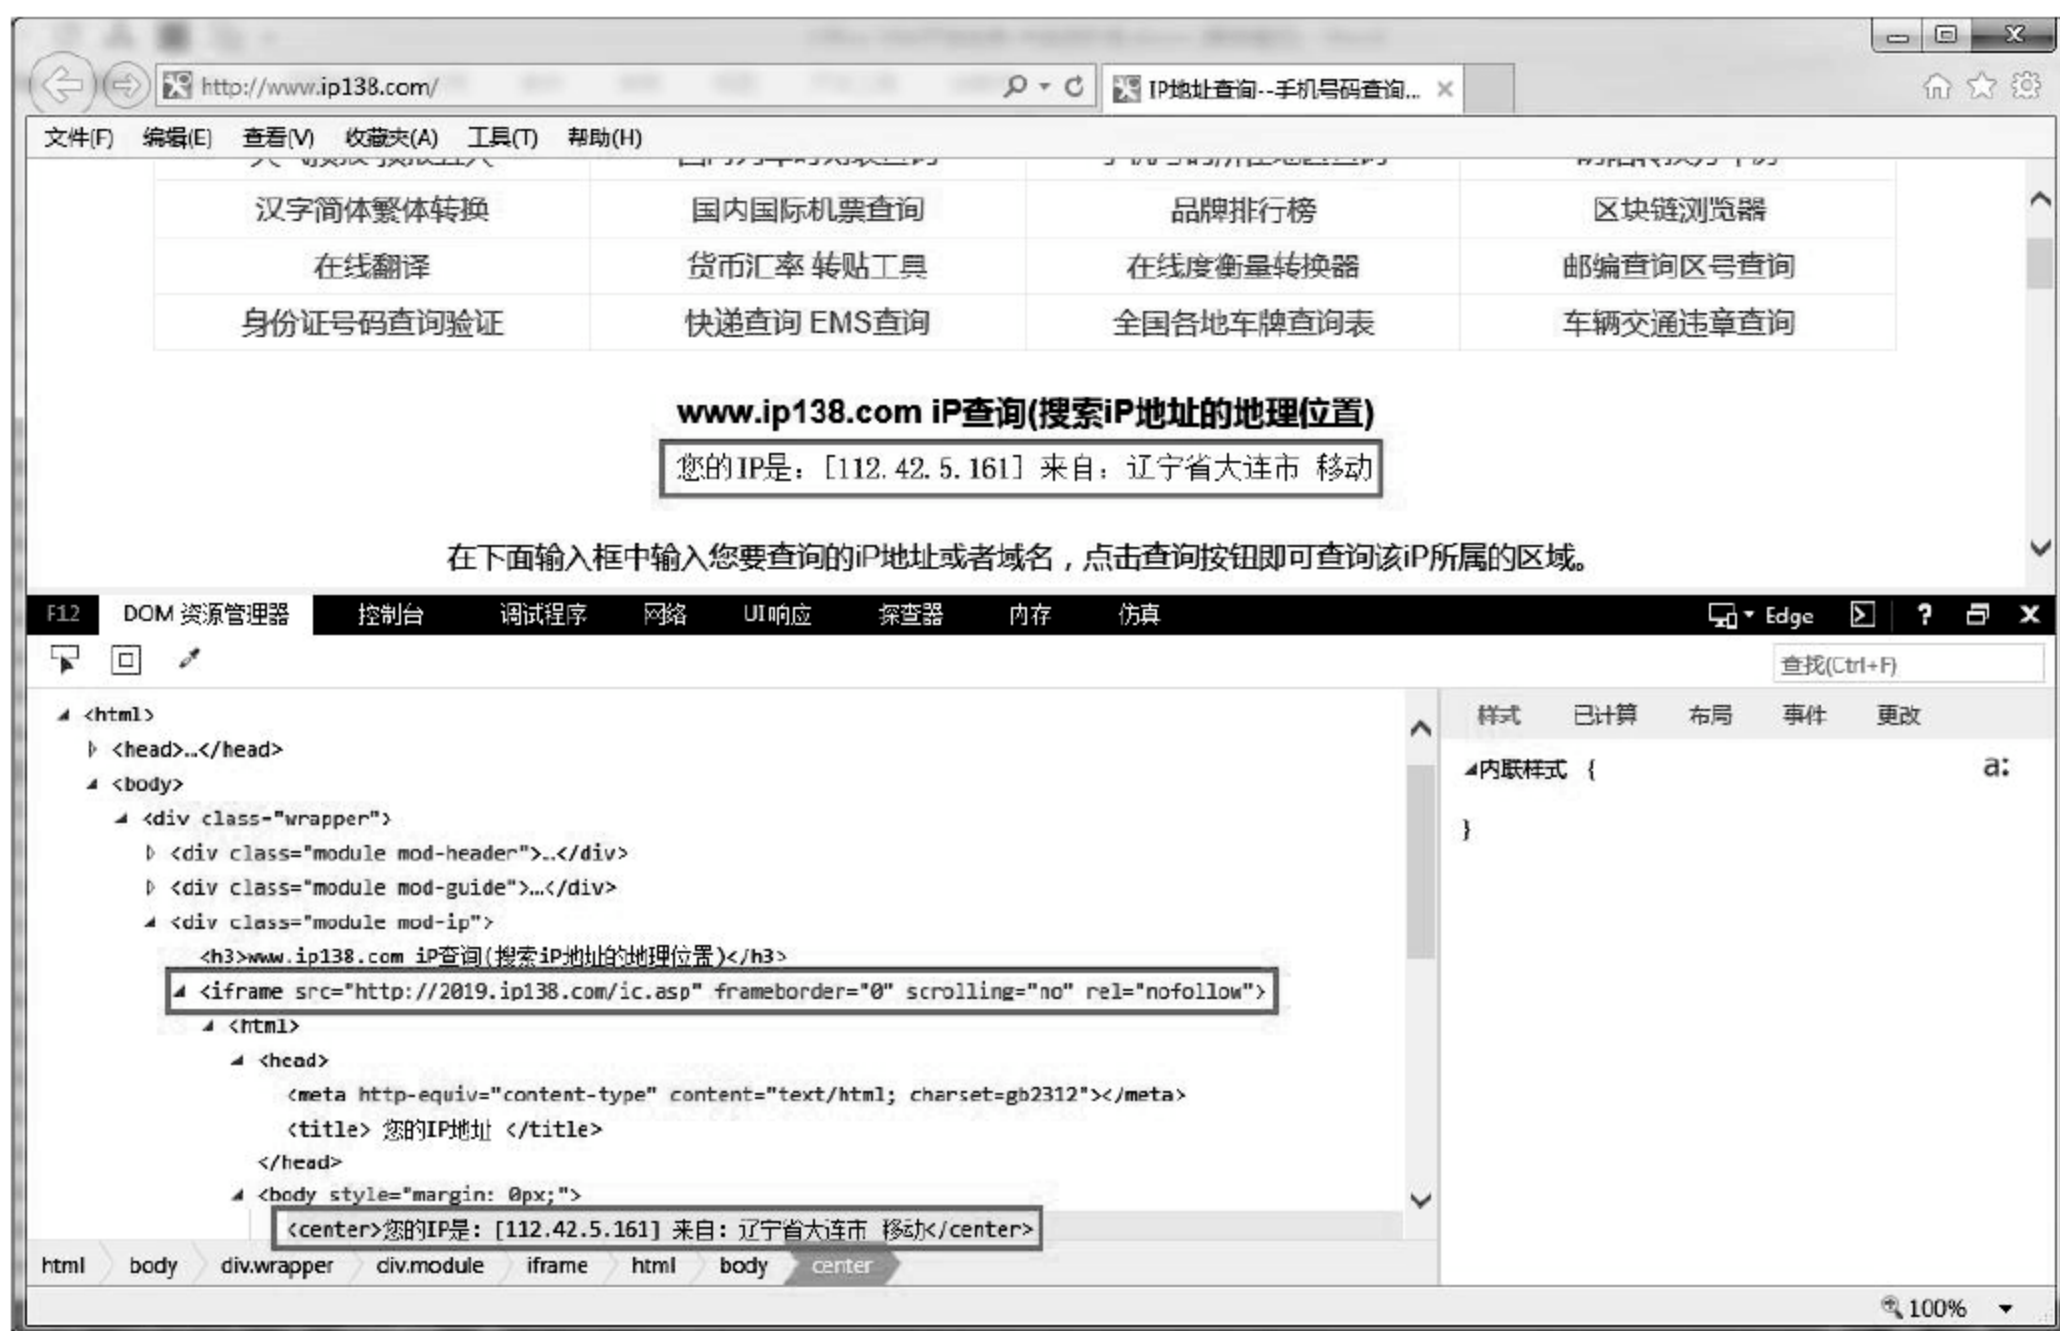 http://www.ip138.com/
IP地址查询--手机号码查询...
文件(F) 编辑(E) 查看(V) 收藏夹(A) 工具(T) 帮助(H)
汉字简体繁体转换 国内国际机票查询 品牌排行榜 区块链浏览器
在线翻译 货币汇率 转贴工具 在线度衡量转换器 邮编查询区号查询
身份证号码查询验证 快递查询 EMS查询 全国各地车牌查询表 车辆交通违章查询
www.ip138.com iP查询(搜索iP地址的地理位置)
您的IP是：[112.42.5.161] 来自：辽宁省大连市 移动
在下面输入框中输入您要查询的iP地址或者域名，点击查询按钮即可查询该iP所属的区域。
F12 DOM 资源管理器 控制台 调试程序 网络 UI响应 探查器 内存 仿真 Edge ?
查找(Ctrl+F)
样式 已计算 布局 事件 更改
内联样式 {
a:
}
<html>
<head>…</head>
<body>
<div class="wrapper">
<div class="module mod-header">…</div>
<div class="module mod-guide">…</div>
<div class="module mod-ip">
<h3>www.ip138.com iP查询(搜索iP地址的地理位置)</h3>
<iframe src="http://2019.ip138.com/ic.asp" frameborder="0" scrolling="no" rel="nofollow">
<html>
<head>
<meta http-equiv="content-type" content="text/html; charset=gb2312"></meta>
<title> 您的IP地址 </title>
</head>
<body style="margin: 0px;">
<center>您的IP是：[112.42.5.161] 来自：辽宁省大连市 移动</center>
html body div.wrapper div.module iframe html body center
100%